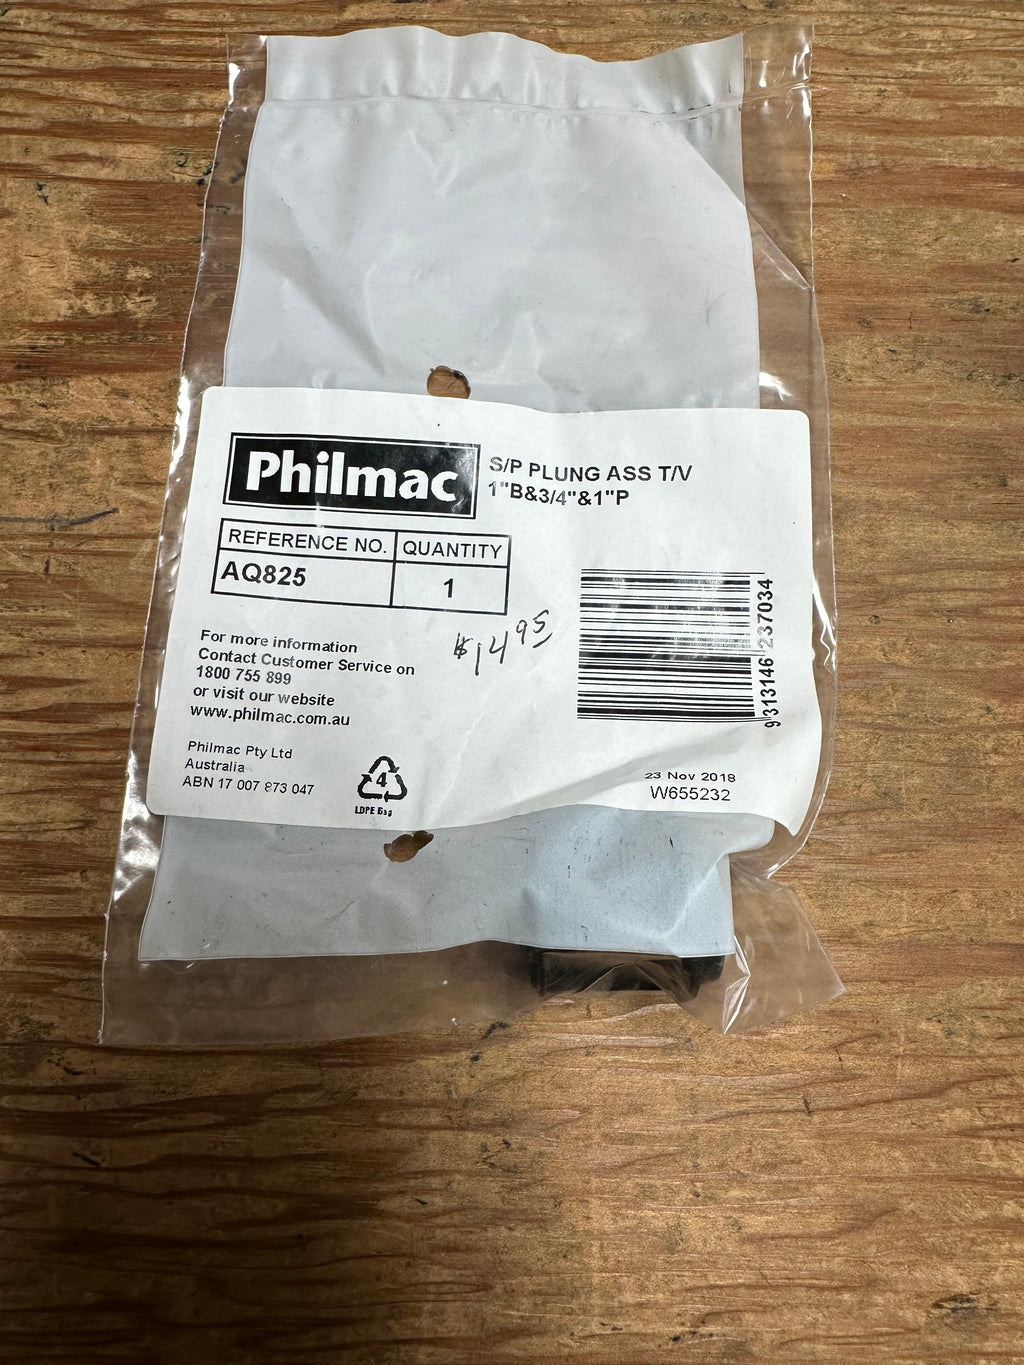 Philmac
S/P PLUNG ASS T/V
1"B&3/4"&1"P
REFERENCE NO. QUANTITY
AQ825 1
$14.95
For more information
Contact Customer Service on
1800 755 899
or visit our website
www.philmac.com.au
9313146 237034
Philmac Pty Ltd
Australia
ABN 17 007 873 047
4
LDPE Bag
23 Nov 2018
W655232